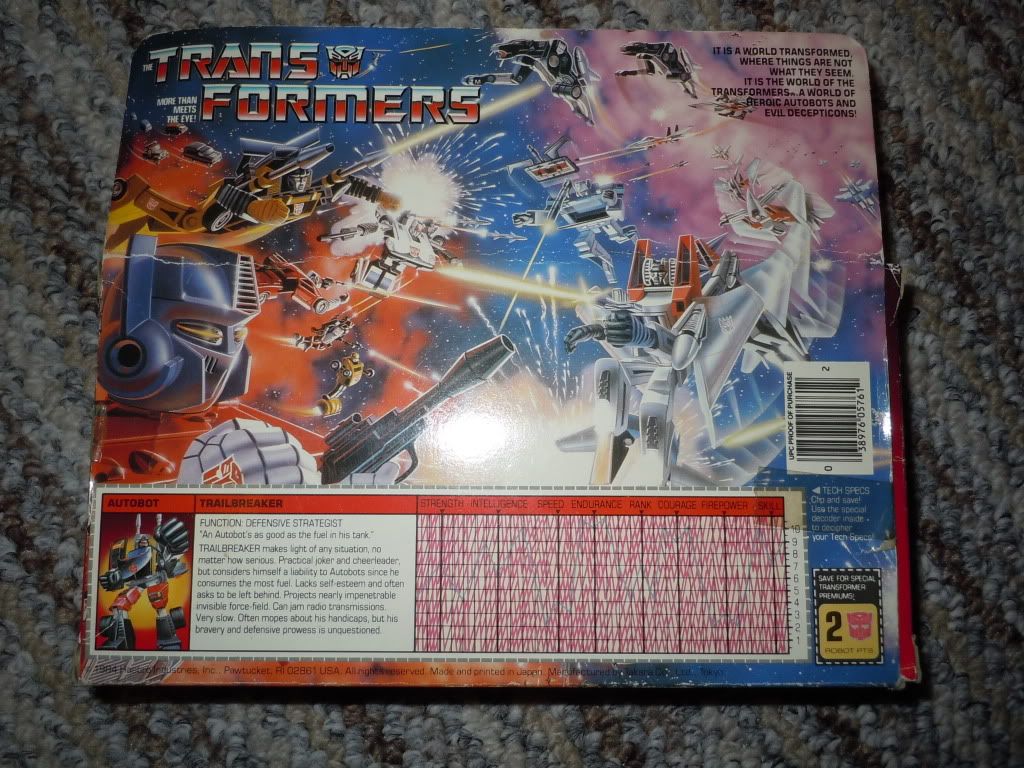 THE TRANS
FORMERS
MORE THAN
MEETS
THE EYE!
IT IS A WORLD TRANSFORMED,
WHERE THINGS ARE NOT
WHAT THEY SEEM.
IT IS THE WORLD OF THE
TRANSFORMERS... A WORLD OF
HEROIC AUTOBOTS AND
EVIL DECEPTICONS!
UPC PROOF OF PURCHASE
2
38976 05761
0
◀ TECH SPECS
Clip and save!
Use the special
decoder inside
to decipher
your Tech Specs!
AUTOBOT
TRAILBREAKER
STRENGTH INTELLIGENCE SPEED ENDURANCE RANK COURAGE FIREPOWER SKILL
FUNCTION: DEFENSIVE STRATEGIST
"An Autobot's as good as the fuel in his tank."
TRAILBREAKER makes light of any situation, no
matter how serious. Practical joker and cheerleader,
but considers himself a liability to Autobots since he
consumes the most fuel. Lacks self-esteem and often
asks to be left behind. Projects nearly impenetrable
invisible force-field. Can jam radio transmissions.
Very slow. Often mopes about his handicaps, but his
bravery and defensive prowess is unquestioned.
10
9
8
7
6
5
4
3
2
1
SAVE FOR SPECIAL
TRANSFORMER
PREMIUMS!
2
ROBOT PTS
1984 Hasbro Industries, Inc., Pawtucket, RI 02861 USA. All rights reserved. Made and printed in Japan. Manufactured by Takara CO., Ltd., Tokyo